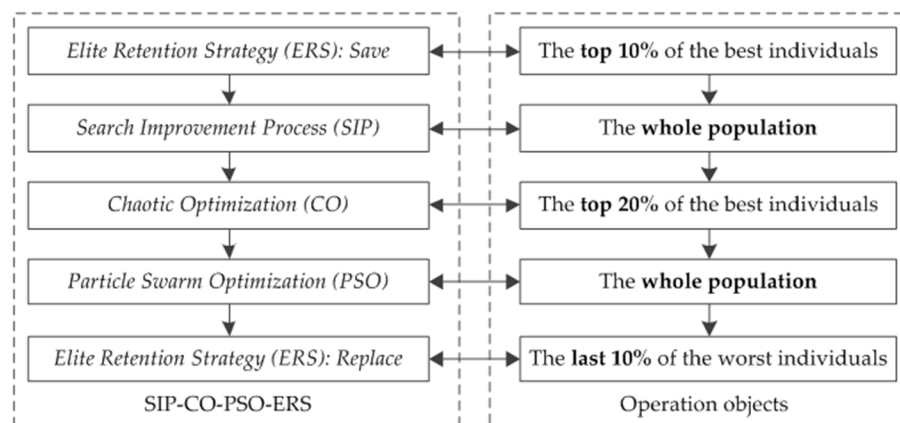 Elite Retention Strategy (ERS): Save
The top 10% of the best individuals
Search Improvement Process (SIP)
The whole population
Chaotic Optimization (CO)
The top 20% of the best individuals
Particle Swarm Optimization (PSO)
The whole population
Elite Retention Strategy (ERS): Replace
The last 10% of the worst individuals
SIP-CO-PSO-ERS
Operation objects